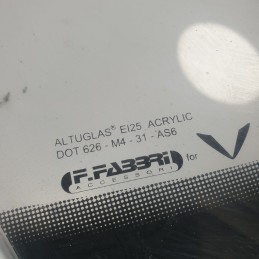 ALTUGLAS® EI25 ACRYLIC
DOT 626 - M4 - 31 - AS6
F.FABBRI for V
ACCESSORI